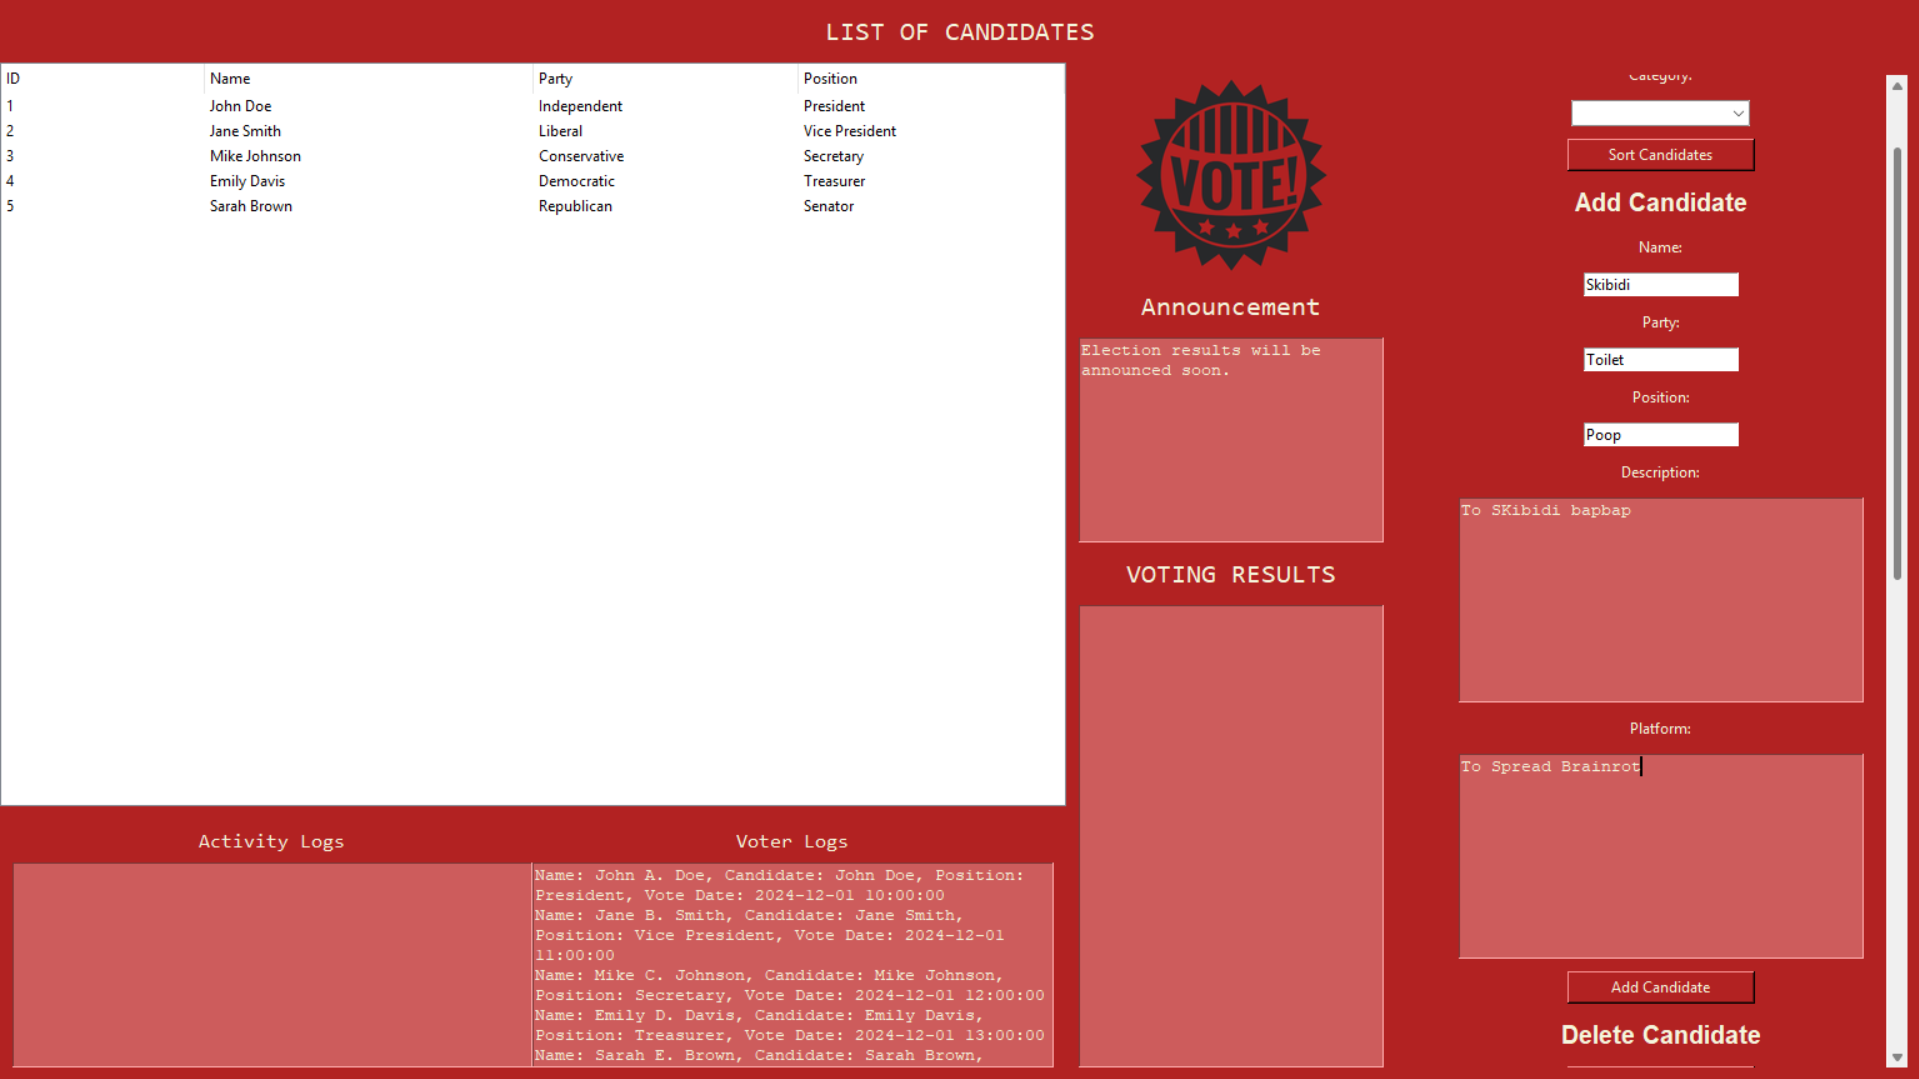 LIST OF CANDIDATES
ID Name Party Position
1 John Doe Independent President
2 Jane Smith Liberal Vice President
3 Mike Johnson Conservative Secretary
4 Emily Davis Democratic Treasurer
5 Sarah Brown Republican Senator
Activity Logs
Voter Logs
Name: John A. Doe, Candidate: John Doe, Position:
President, Vote Date: 2024-12-01 10:00:00
Name: Jane B. Smith, Candidate: Jane Smith,
Position: Vice President, Vote Date: 2024-12-01
11:00:00
Name: Mike C. Johnson, Candidate: Mike Johnson,
Position: Secretary, Vote Date: 2024-12-01 12:00:00
Name: Emily D. Davis, Candidate: Emily Davis,
Position: Treasurer, Vote Date: 2024-12-01 13:00:00
Name: Sarah E. Brown, Candidate: Sarah Brown,
VOTE!
Announcement
Election results will be
announced soon.
VOTING RESULTS
Category:
Sort Candidates
Add Candidate
Name:
Skibidi
Party:
Toilet
Position:
Poop
Description:
To SKibidi bapbap
Platform:
To Spread Brainrot
Add Candidate
Delete Candidate